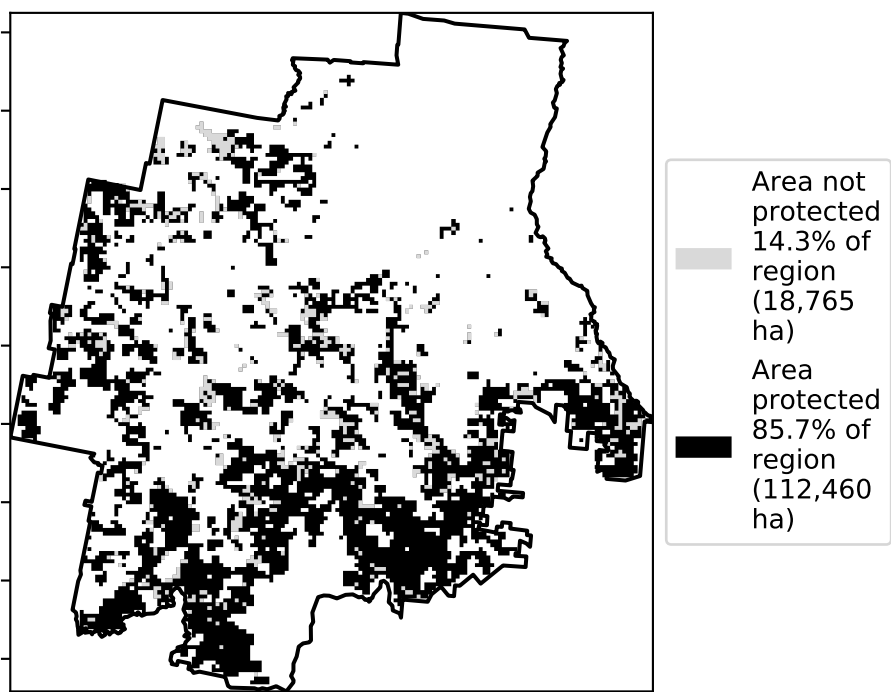 Area not
protected
14.3% of
region
(18,765
ha)
Area
protected
85.7% of
region
(112,460
ha)